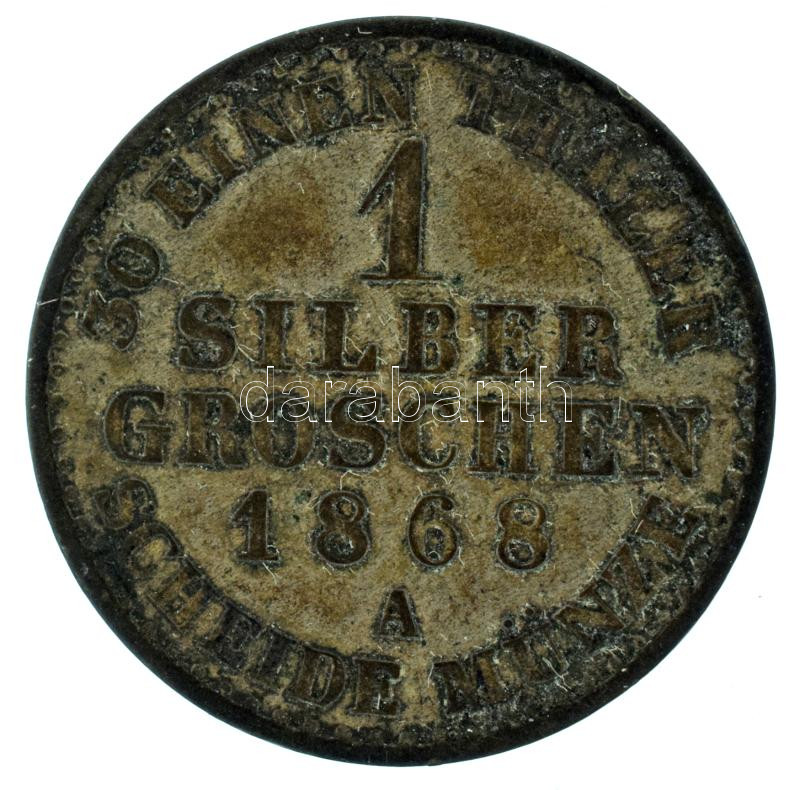 30 EINEN THALER
1
SILBER
GROSCHEN
1868
A
SCHEIDE MÜNZE
darabanth